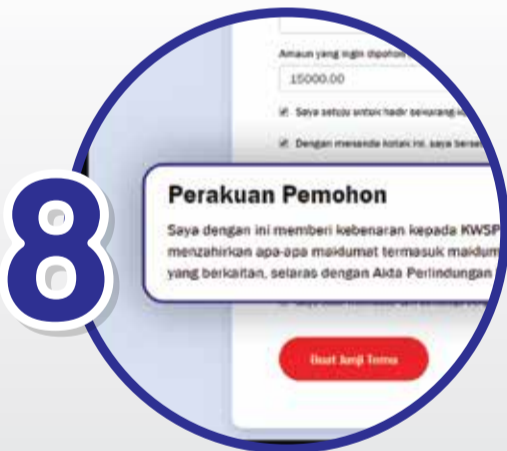 Amaun yang ingin dipohon
15000.00
Saya setuju untuk hadir sekarang
Dengan menanda kotak ini, saya
8
Perakuan Pemohon
Saya dengan ini memberi kebenaran kepada KWSP
menzahirkan apa-apa maklumat termasuk
yang berkaitan, selaras dengan Akta Perlindungan
Buat Janji Temu